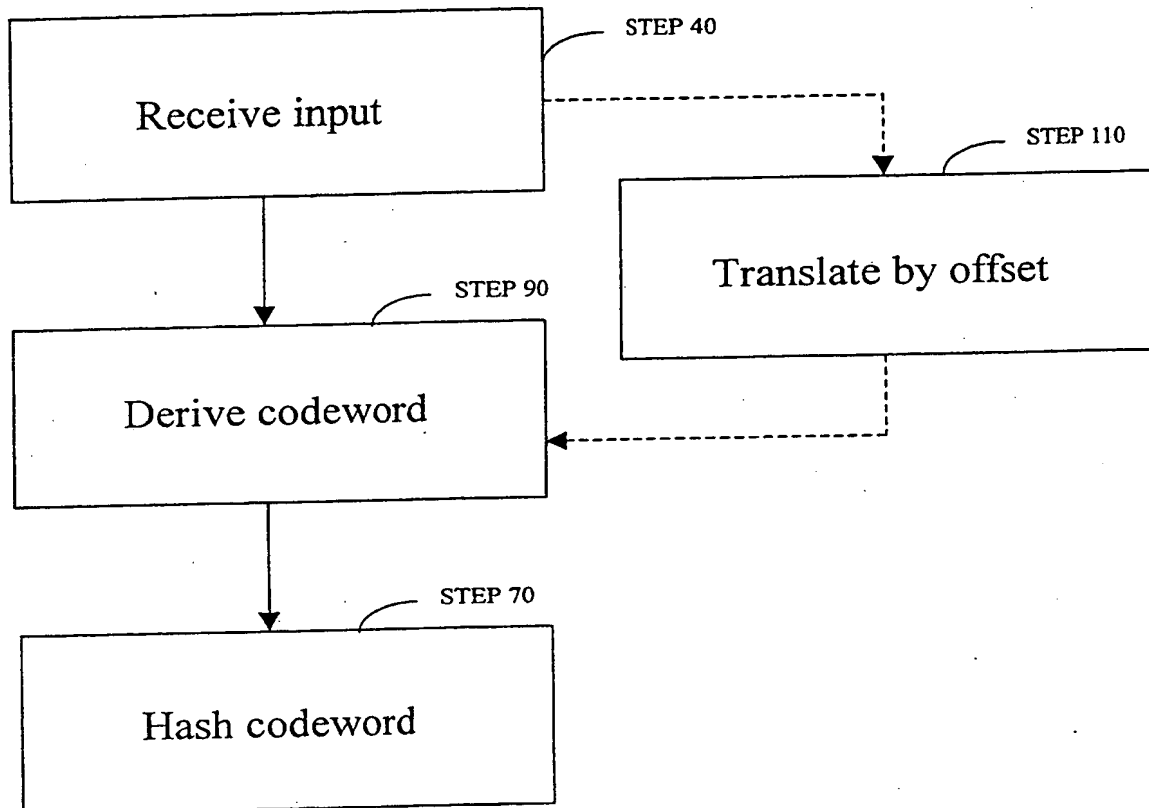 STEP 40
Receive input
STEP 110
Translate by offset
STEP 90
Derive codeword
STEP 70
Hash codeword